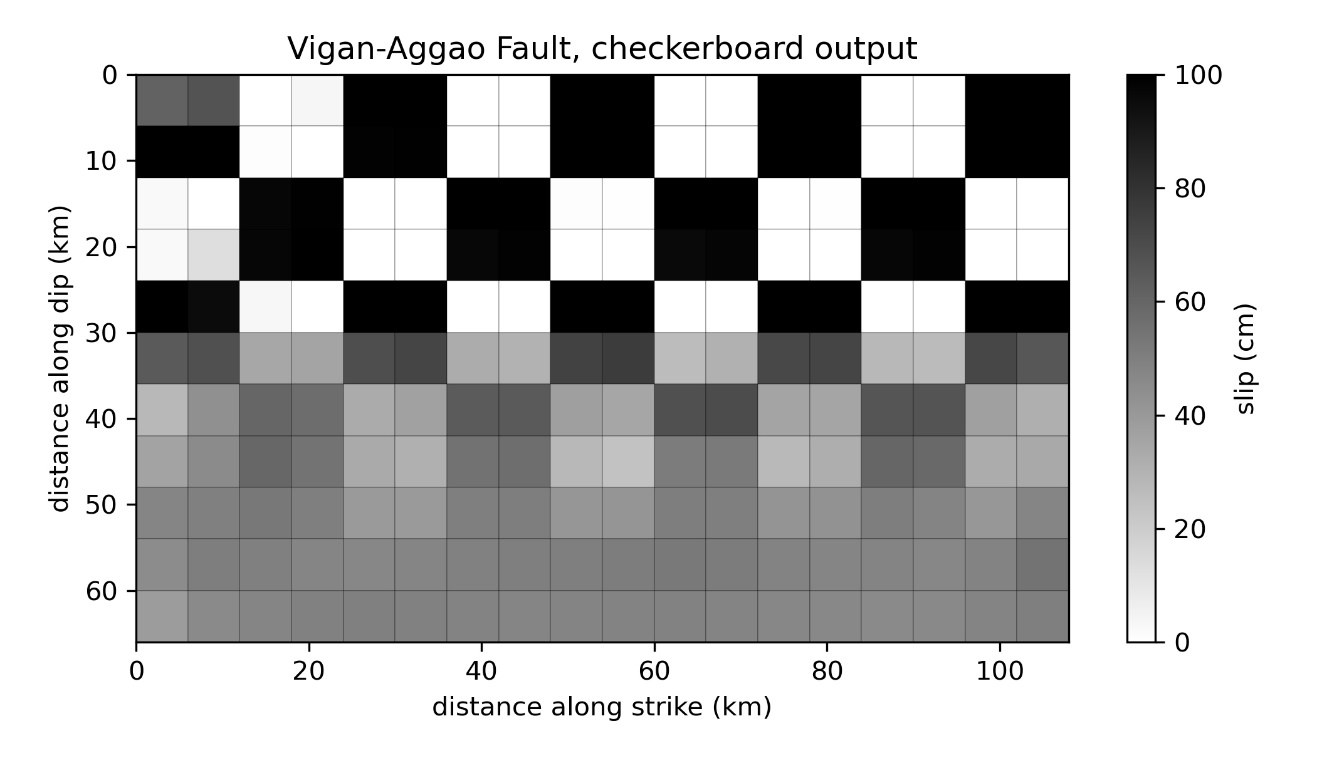 Vigan-Aggao Fault, checkerboard output
0
10
20
30
40
50
60
distance along dip (km)
0 20 40 60 80 100
distance along strike (km)
100
80
60
40
20
0
slip (cm)